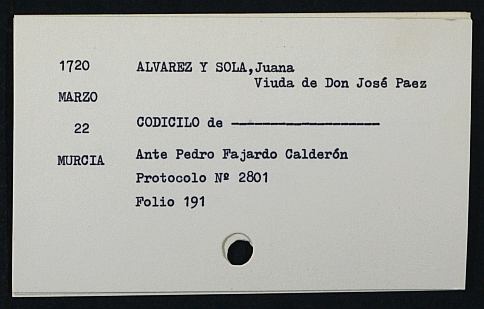 1720 ALVAREZ Y SOLA,Juana
Viuda de Don José Paez
MARZO
22 CODICILO de -------------------
MURCIA Ante Pedro Fajardo Calderón
Protocolo Nº 2801
Folio 191